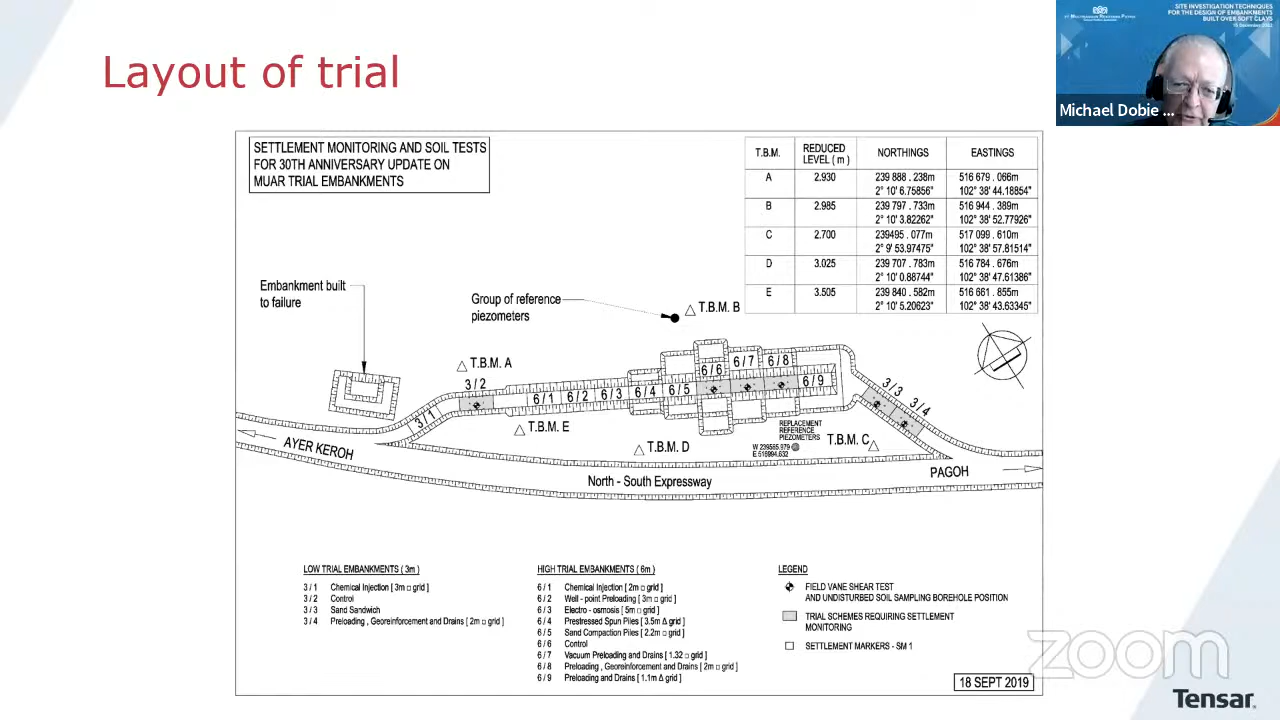 Layout of trial
SITE INVESTIGATION TECHNIQUES
FOR THE DESIGN OF EMBANKMENTS
BUILT OVER SOFT CLAYS
Michael Dobie ...
SETTLEMENT MONITORING AND SOIL TESTS
FOR 30TH ANNIVERSARY UPDATE ON
MUAR TRIAL EMBANKMENTS
T.B.M. REDUCED LEVEL ( m ) NORTHINGS EASTINGS
A 2.930 239 888 . 238m 516 679 . 066m
2° 10' 6.75856" 102° 38' 44.18854"
B 2.985 239 797 . 733m 516 944 . 389m
2° 10' 3.82262" 102° 38' 52.77926"
C 2.700 239495 . 077m 517 099 . 610m
2° 9' 53.97475" 102° 38' 57.81514"
D 3.025 239 707 . 783m 516 784 . 676m
2° 10' 0.88744" 102° 38' 47.61386"
E 3.505 239 840 . 582m 516 661 . 855m
2° 10' 5.20623" 102° 38' 43.63345"
Embankment built
to failure
Group of reference
piezometers
T.B.M. B
T.B.M. A
3 / 2
3 / 1
6 / 1 6 / 2 6 / 3 6 / 4 6 / 5 6 / 6 6 / 7 6 / 8 6 / 9
3 / 3
3 / 4
T.B.M. E
T.B.M. D
REPLACEMENT
REFERENCE
PIEZOMETERS
W 239565.979
E 516994.632
T.B.M. C
AYER KEROH
North - South Expressway
PAGOH
LOW TRIAL EMBANKMENTS ( 3m )
3 / 1 Chemical Injection [ 3m □ grid ]
3 / 2 Control
3 / 3 Sand Sandwich
3 / 4 Preloading , Georeinforcement and Drains [ 2m □ grid ]
HIGH TRIAL EMBANKMENTS ( 6m )
6 / 1 Chemical Injection [ 2m □ grid ]
6 / 2 Well - point Preloading [ 3m □ grid ]
6 / 3 Electro - osmosis [ 5m □ grid ]
6 / 4 Prestressed Spun Piles [ 3.5m Δ grid ]
6 / 5 Sand Compaction Piles [ 2.2m □ grid ]
6 / 6 Control
6 / 7 Vacuum Preloading and Drains [ 1.32 □ grid ]
6 / 8 Preloading , Georeinforcement and Drains [ 2m □ grid ]
6 / 9 Preloading and Drains [ 1.1m Δ grid ]
LEGEND
FIELD VANE SHEAR TEST
AND UNDISTURBED SOIL SAMPLING BOREHOLE POSITION
TRIAL SCHEMES REQUIRING SETTLEMENT
MONITORING
SETTLEMENT MARKERS - SM 1
18 SEPT 2019
zoom
Tensar